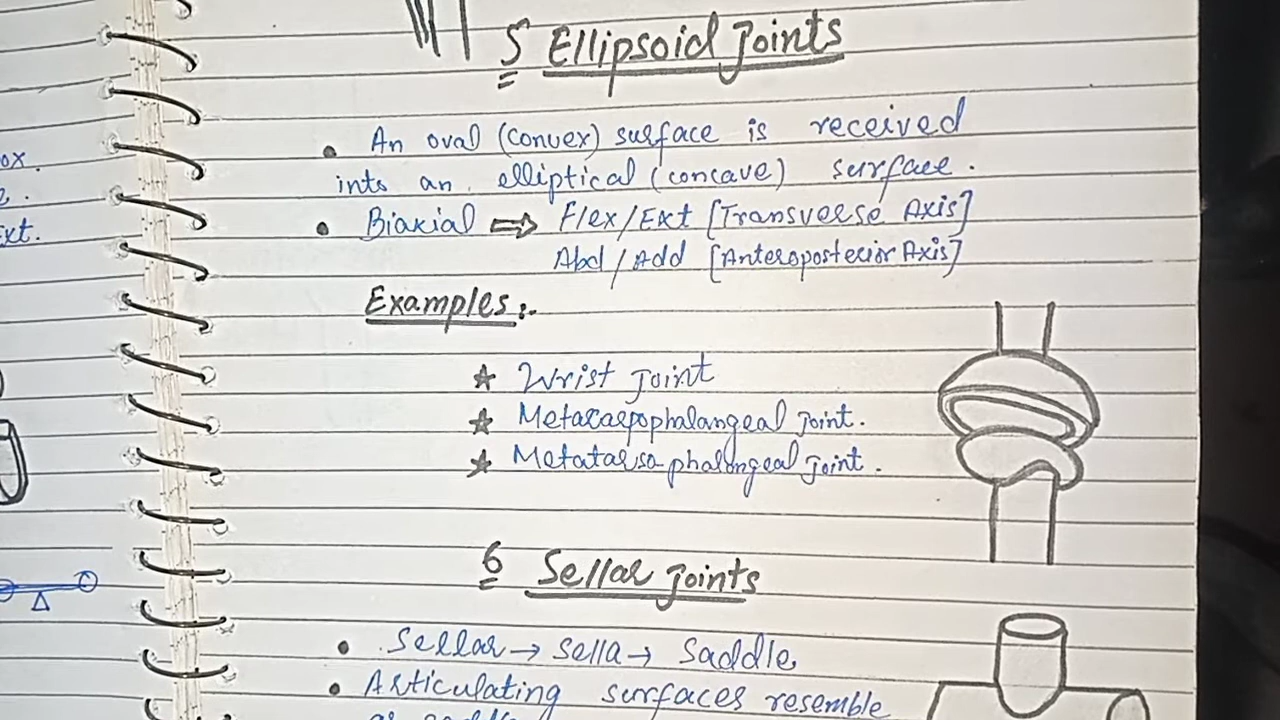 5 Ellipsoid Joints
• An oval (convex) surface is received
into an elliptical (concave) surface.
• Biaxial ⇒ Flex/Ext [Transverse Axis]
Abd/Add [Anteroposterior Axis]
Examples:-
★ Wrist Joint
★ Metacarpophalangeal Joint.
★ Metatarsophalongeal Joint.
6 Sellar Joints
• Sellar → Sella → Saddle
• Articulating surfaces resemble